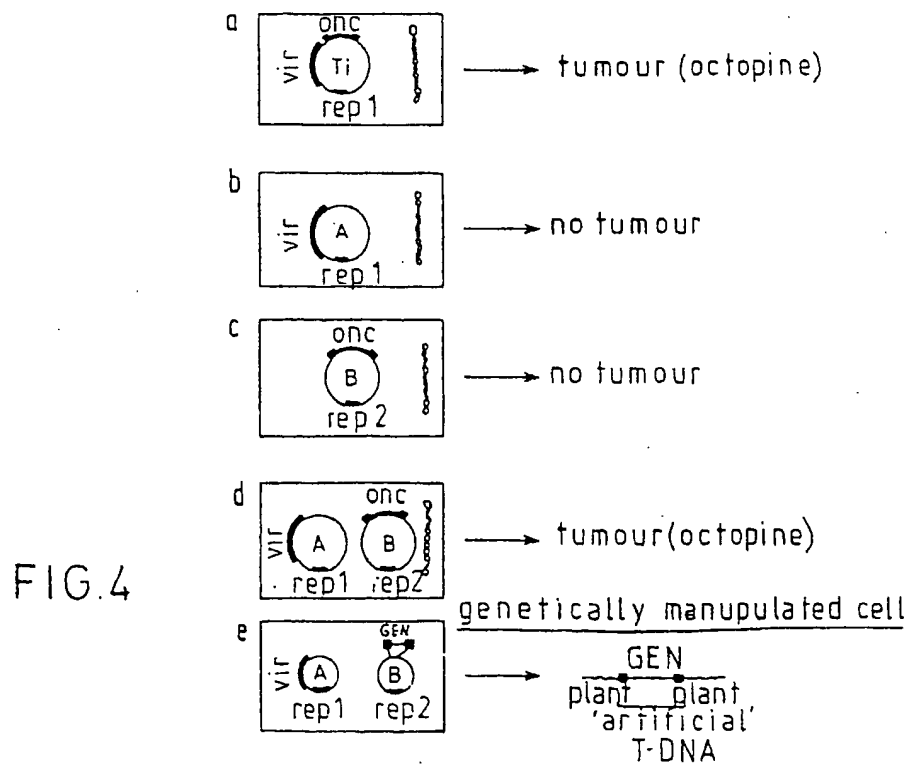 a
onc
vir
Ti
rep 1
tumour (octopine)
b
vir
A
rep 1
no tumour
c
onc
B
rep 2
no tumour
d
onc
vir
A
B
rep1
rep2
tumour(octopine)
FIG.4
genetically manupulated cell
e
GEN
vir
A
B
rep1
rep2
GEN
plant plant
'artificial'
T-DNA